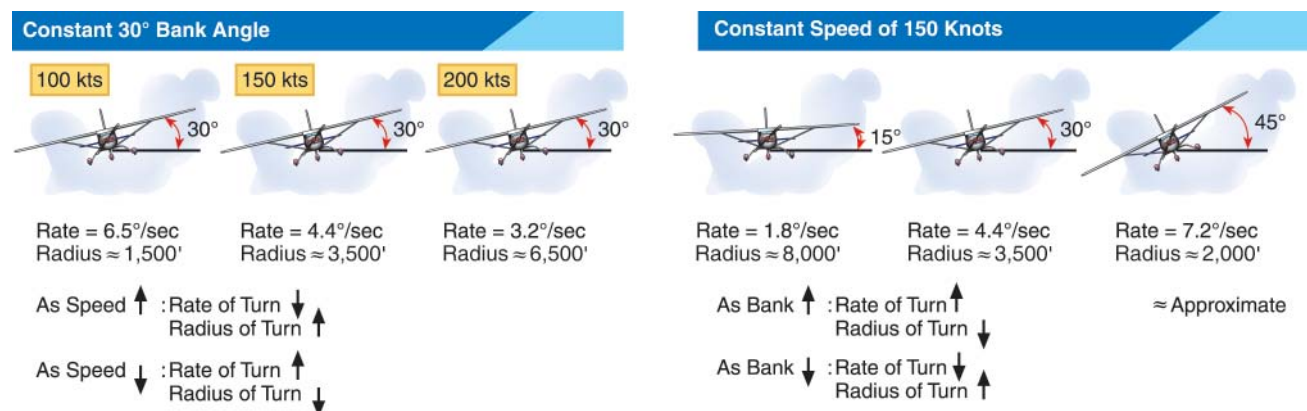 Constant 30° Bank Angle
100 kts
150 kts
200 kts
30°
30°
30°
Rate = 6.5°/sec
Radius ≈ 1,500'
Rate = 4.4°/sec
Radius ≈ 3,500'
Rate = 3.2°/sec
Radius ≈ 6,500'
As Speed ↑ : Rate of Turn ↓
Radius of Turn ↑
As Speed ↓ : Rate of Turn ↑
Radius of Turn ↓
Constant Speed of 150 Knots
15°
30°
45°
Rate = 1.8°/sec
Radius ≈ 8,000'
Rate = 4.4°/sec
Radius ≈ 3,500'
Rate = 7.2°/sec
Radius ≈ 2,000'
As Bank ↑ : Rate of Turn ↑
Radius of Turn ↓
As Bank ↓ : Rate of Turn ↓
Radius of Turn ↑
≈ Approximate